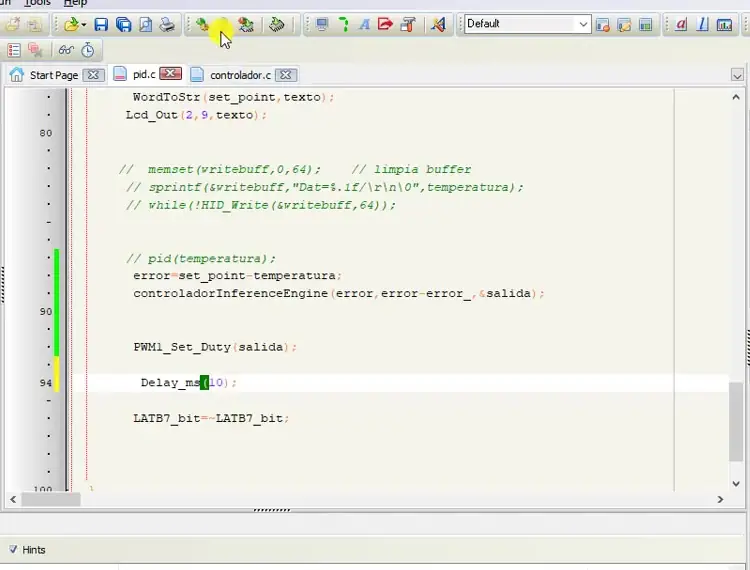 Tools Help
Default
Start Page pid.c controlador.c
WordToStr(set_point,texto);
Lcd_Out(2,9,texto);
80
// memset(writebuff,0,64); // limpia buffer
// sprintf(&writebuff,"Dat=%.1f/\r\n\0",temperatura);
// while(!HID_Write(&writebuff,64));
// pid(temperatura);
error=set_point-temperatura;
controladorInferenceEngine(error,error-error_,&salida);
90
PWM1_Set_Duty(salida);
94 Delay_ms(10);
LATB7_bit=~LATB7_bit;
100 }
Hints